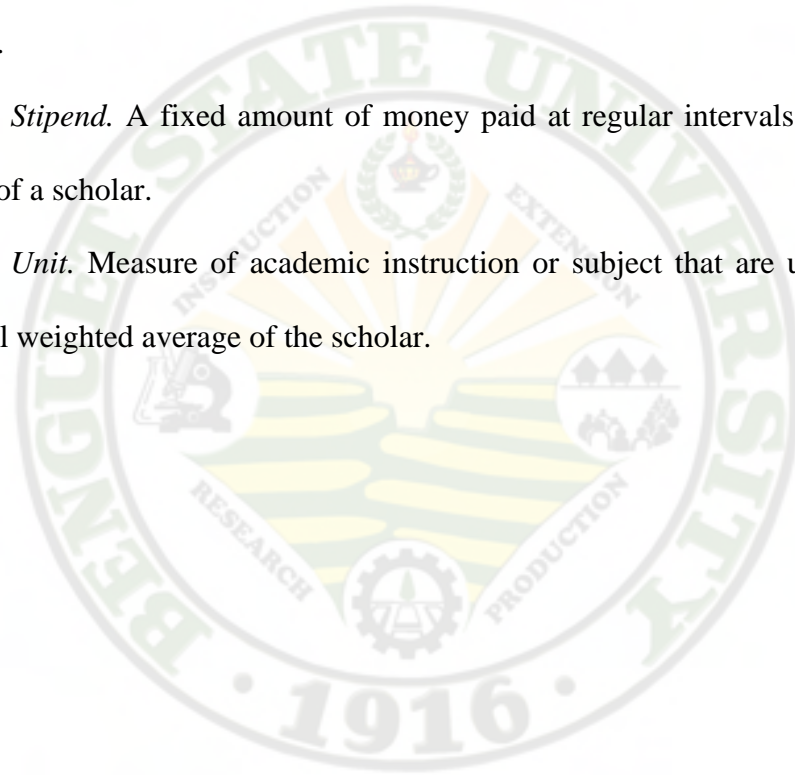 .
Stipend. A fixed amount of money paid at regular intervals
of a scholar.
Unit. Measure of academic instruction or subject that are u
l weighted average of the scholar.
BENGUET STATE UNIVERSITY
INSTRUCTION
EXTENSION
RESEARCH
PRODUCTION
• 1916 •